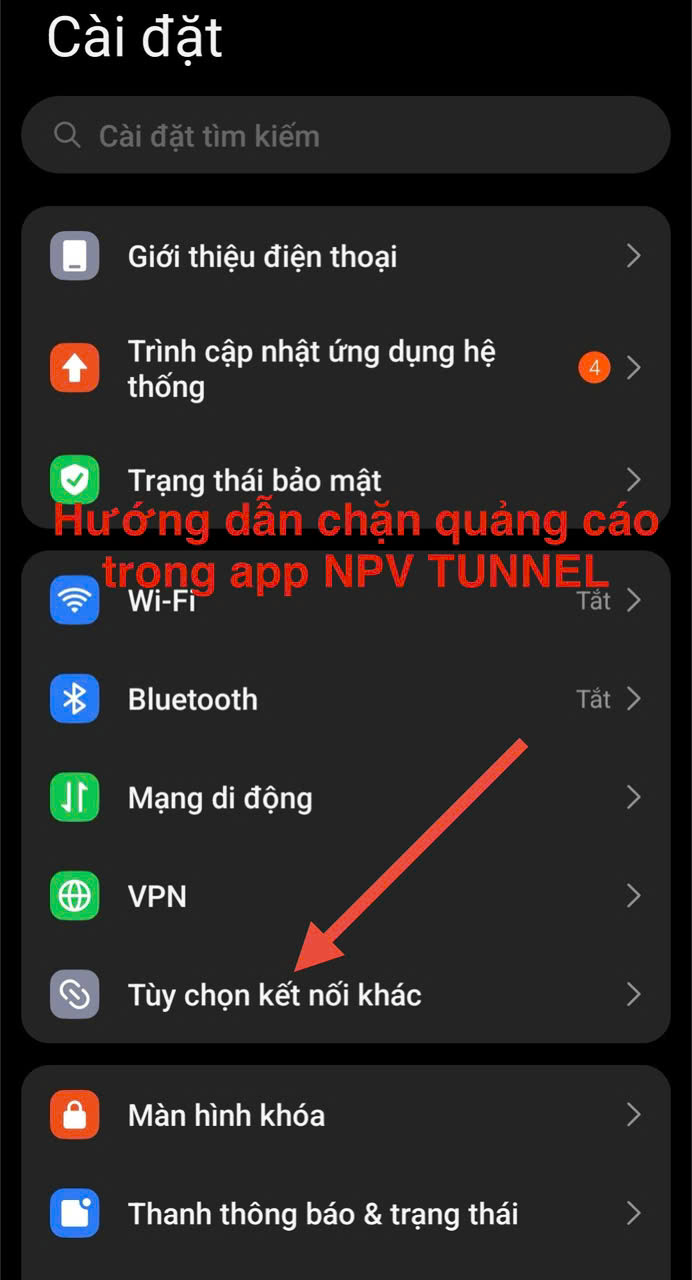 Cài đặt
Cài đặt tìm kiếm
Giới thiệu điện thoại
Trình cập nhật ứng dụng hệ
thống
4
Trạng thái bảo mật
Hướng dẫn chặn quảng cáo
trong app NPV TUNNEL
Wi-Fi
Tắt
Bluetooth
Tắt
Mạng di động
VPN
Tùy chọn kết nối khác
Màn hình khóa
Thanh thông báo & trạng thái